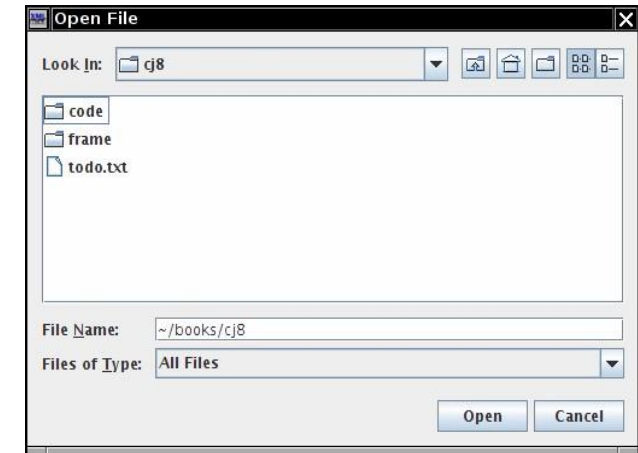 Open File
Look In: cj8
code
frame
todo.txt
File Name: ~/books/cj8
Files of Type: All Files
Open Cancel